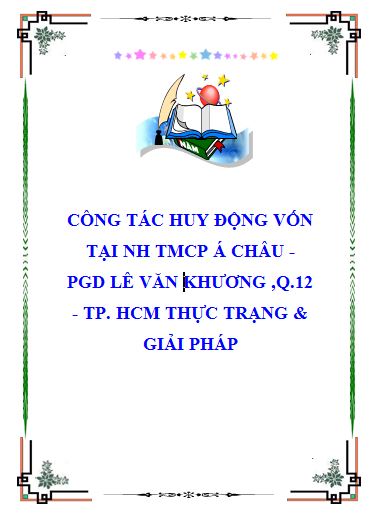 NĂM
CÔNG TÁC HUY ĐỘNG VỐN
TẠI NH TMCP Á CHÂU -
PGD LÊ VĂN KHƯƠNG ,Q.12
- TP. HCM THỰC TRẠNG &
GIẢI PHÁP